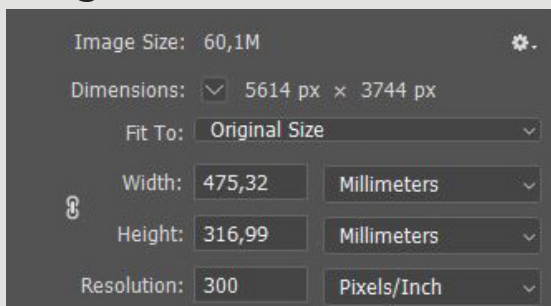 Image Size: 60,1M
Dimensions: 5614 px × 3744 px
Fit To: Original Size
Width: 475,32 Millimeters
Height: 316,99 Millimeters
Resolution: 300 Pixels/Inch